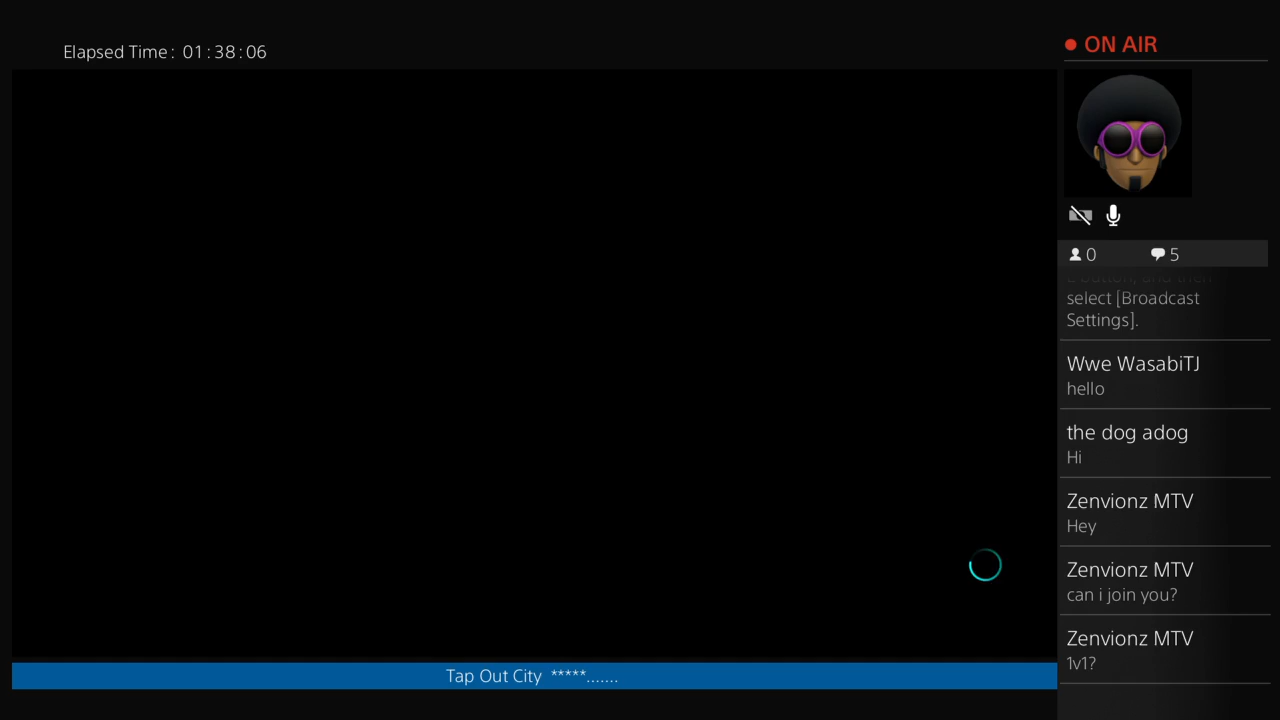 Elapsed Time: 01:38:06
ON AIR
0
5
select [Broadcast
Settings].
Wwe WasabiTJ
hello
the dog adog
Hi
Zenvionz MTV
Hey
Zenvionz MTV
can i join you?
Zenvionz MTV
1v1?
Tap Out City *****.......